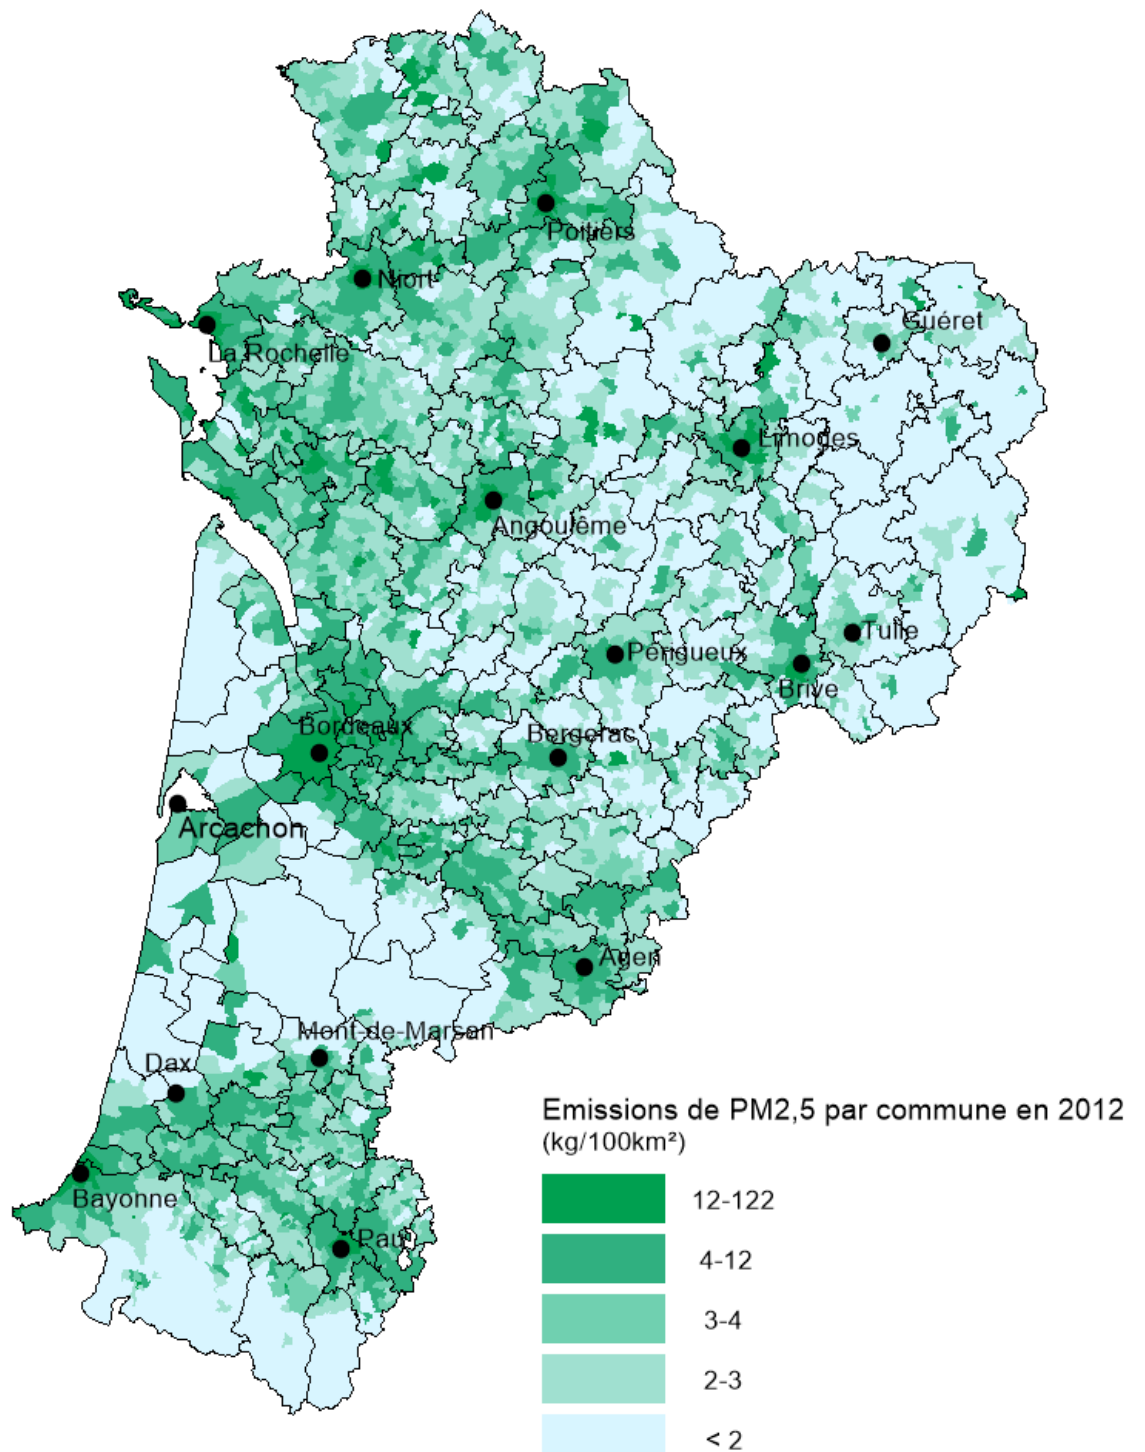 Poitiers
Niort
La Rochelle
Guéret
Limoges
Angoulême
Tulle
Périgueux
Brive
Bordeaux
Bergerac
Arcachon
Agen
Mont-de-Marsan
Dax
Bayonne
Pau
Emissions de PM2,5 par commune en 2012
(kg/100km²)
12-122
4-12
3-4
2-3
< 2